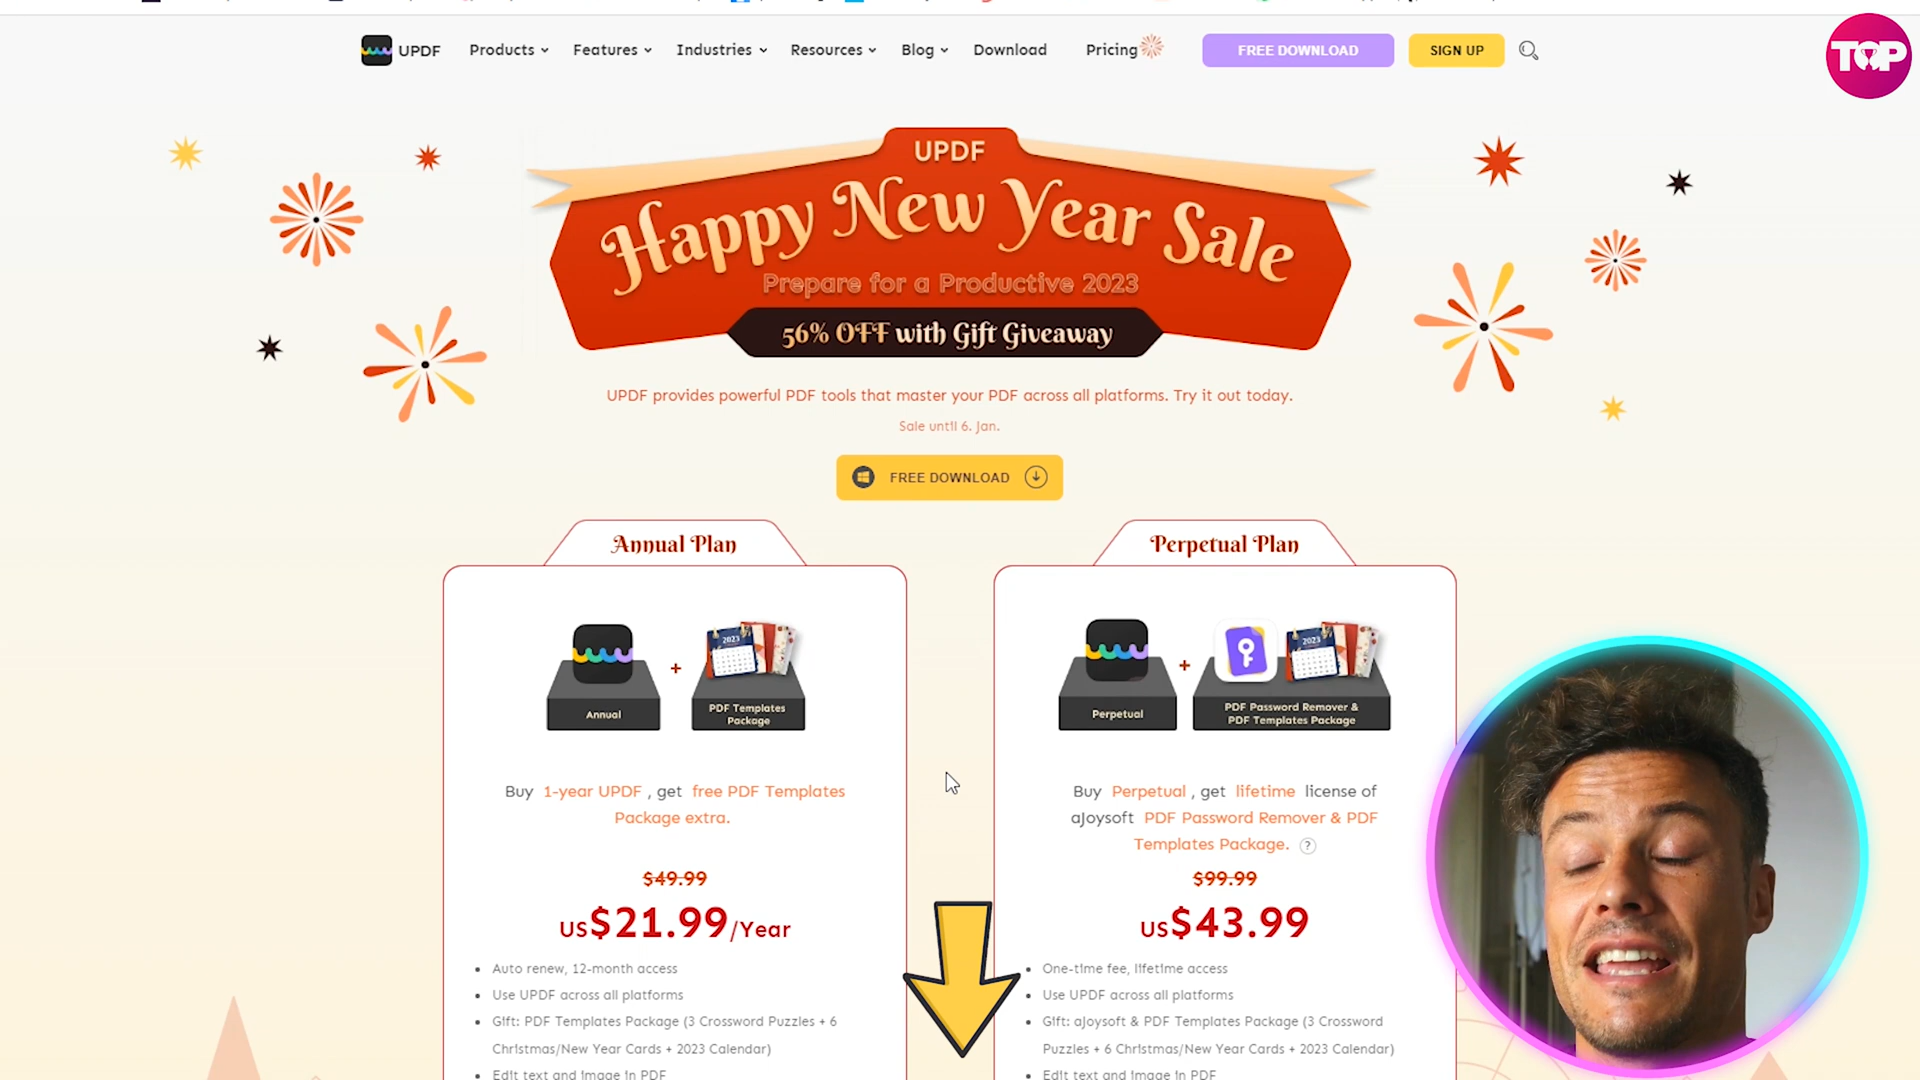 UPDF
Products
Features
Industries
Resources
Blog
Download
Pricing
FREE DOWNLOAD
SIGN UP
TOP
UPDF
Happy New Year Sale
Prepare for a Productive 2023
56% OFF with Gift Giveaway
UPDF provides powerful PDF tools that master your PDF across all platforms. Try it out today.
Sale until 6. Jan.
FREE DOWNLOAD
Annual Plan
2023
+
Annual
PDF Templates
Package
Buy 1-year UPDF , get free PDF Templates
Package extra.
$49.99
US$21.99/Year
• Auto renew, 12-month access
• Use UPDF across all platforms
• Gift: PDF Templates Package (3 Crossword Puzzles + 6
Christmas/New Year Cards + 2023 Calendar)
• Edit text and image in PDF
Perpetual Plan
2023
+
Perpetual
PDF Password Remover &
PDF Templates Package
Buy Perpetual , get lifetime license of
aJoysoft PDF Password Remover & PDF
Templates Package. ?
$99.99
US$43.99
• One-time fee, lifetime access
• Use UPDF across all platforms
• Gift: aJoysoft & PDF Templates Package (3 Crossword
Puzzles + 6 Christmas/New Year Cards + 2023 Calendar)
• Edit text and image in PDF